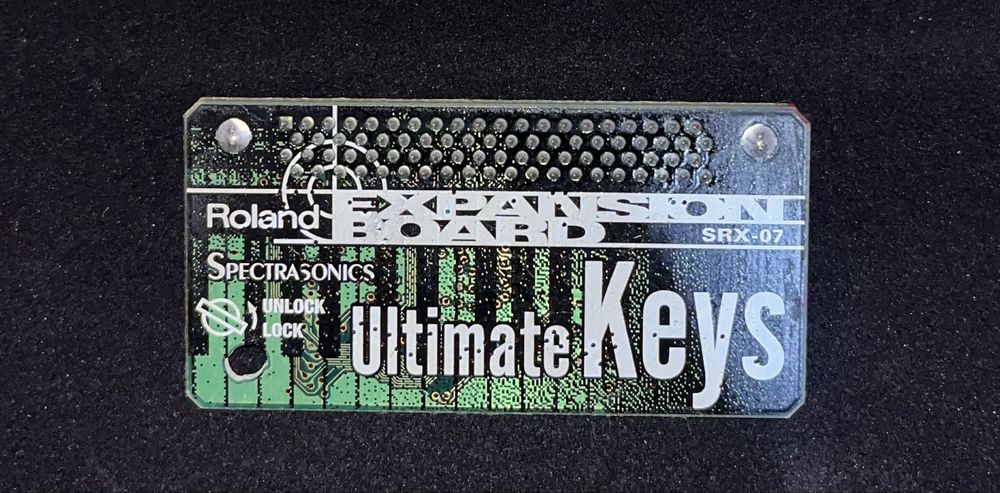 Roland
EXPANSION
BOARD
SRX-07
SPECTRASONICS
UNLOCK
LOCK
Ultimate Keys